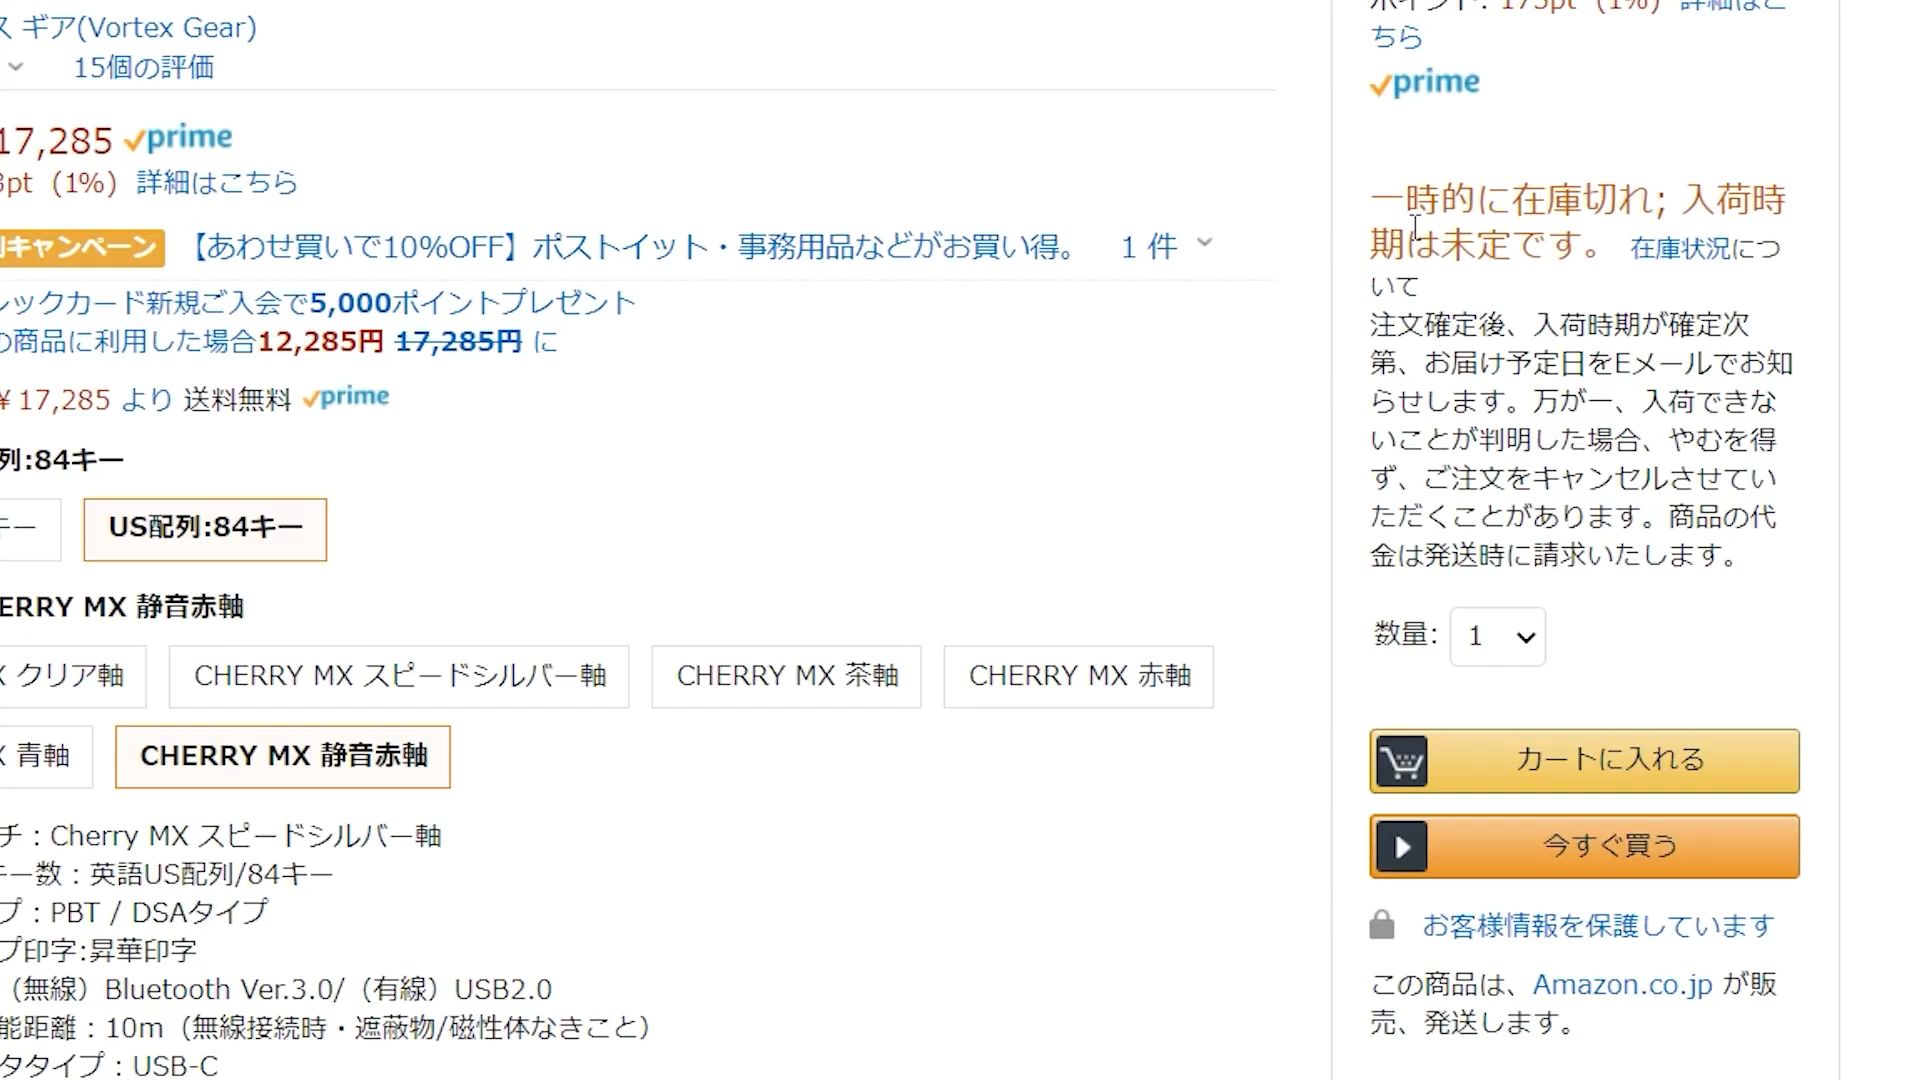 ス ギア(Vortex Gear)
15個の評価
17,285 prime
pt (1%) 詳細はこちら
キャンペーン 【あわせ買いで10%OFF】ポストイット・事務用品などがお買い得。 1 件
ックカード新規ご入会で5,000ポイントプレゼント
の商品に利用した場合12,285円 17,285円 に
¥17,285 より 送料無料 prime
列:84キー
キー US配列:84キー
ERRY MX 静音赤軸
X クリア軸 CHERRY MX スピードシルバー軸 CHERRY MX 茶軸 CHERRY MX 赤軸
X 青軸 CHERRY MX 静音赤軸
チ：Cherry MX スピードシルバー軸
キー数：英語US配列/84キー
プ：PBT / DSAタイプ
プ印字:昇華印字
（無線）Bluetooth Ver.3.0/（有線）USB2.0
能距離：10m（無線接続時・遮蔽物/磁性体なきこと）
タタイプ：USB-C
ポイント: 173pt (1%) 詳細はこ
ちら
prime
一時的に在庫切れ; 入荷時
期は未定です。 在庫状況につ
いて
注文確定後、入荷時期が確定次
第、お届け予定日をEメールでお知
らせします。万が一、入荷できな
いことが判明した場合、やむを得
ず、ご注文をキャンセルさせてい
ただくことがあります。商品の代
金は発送時に請求いたします。
数量: 1
カートに入れる
今すぐ買う
お客様情報を保護しています
この商品は、Amazon.co.jp が販
売、発送します。